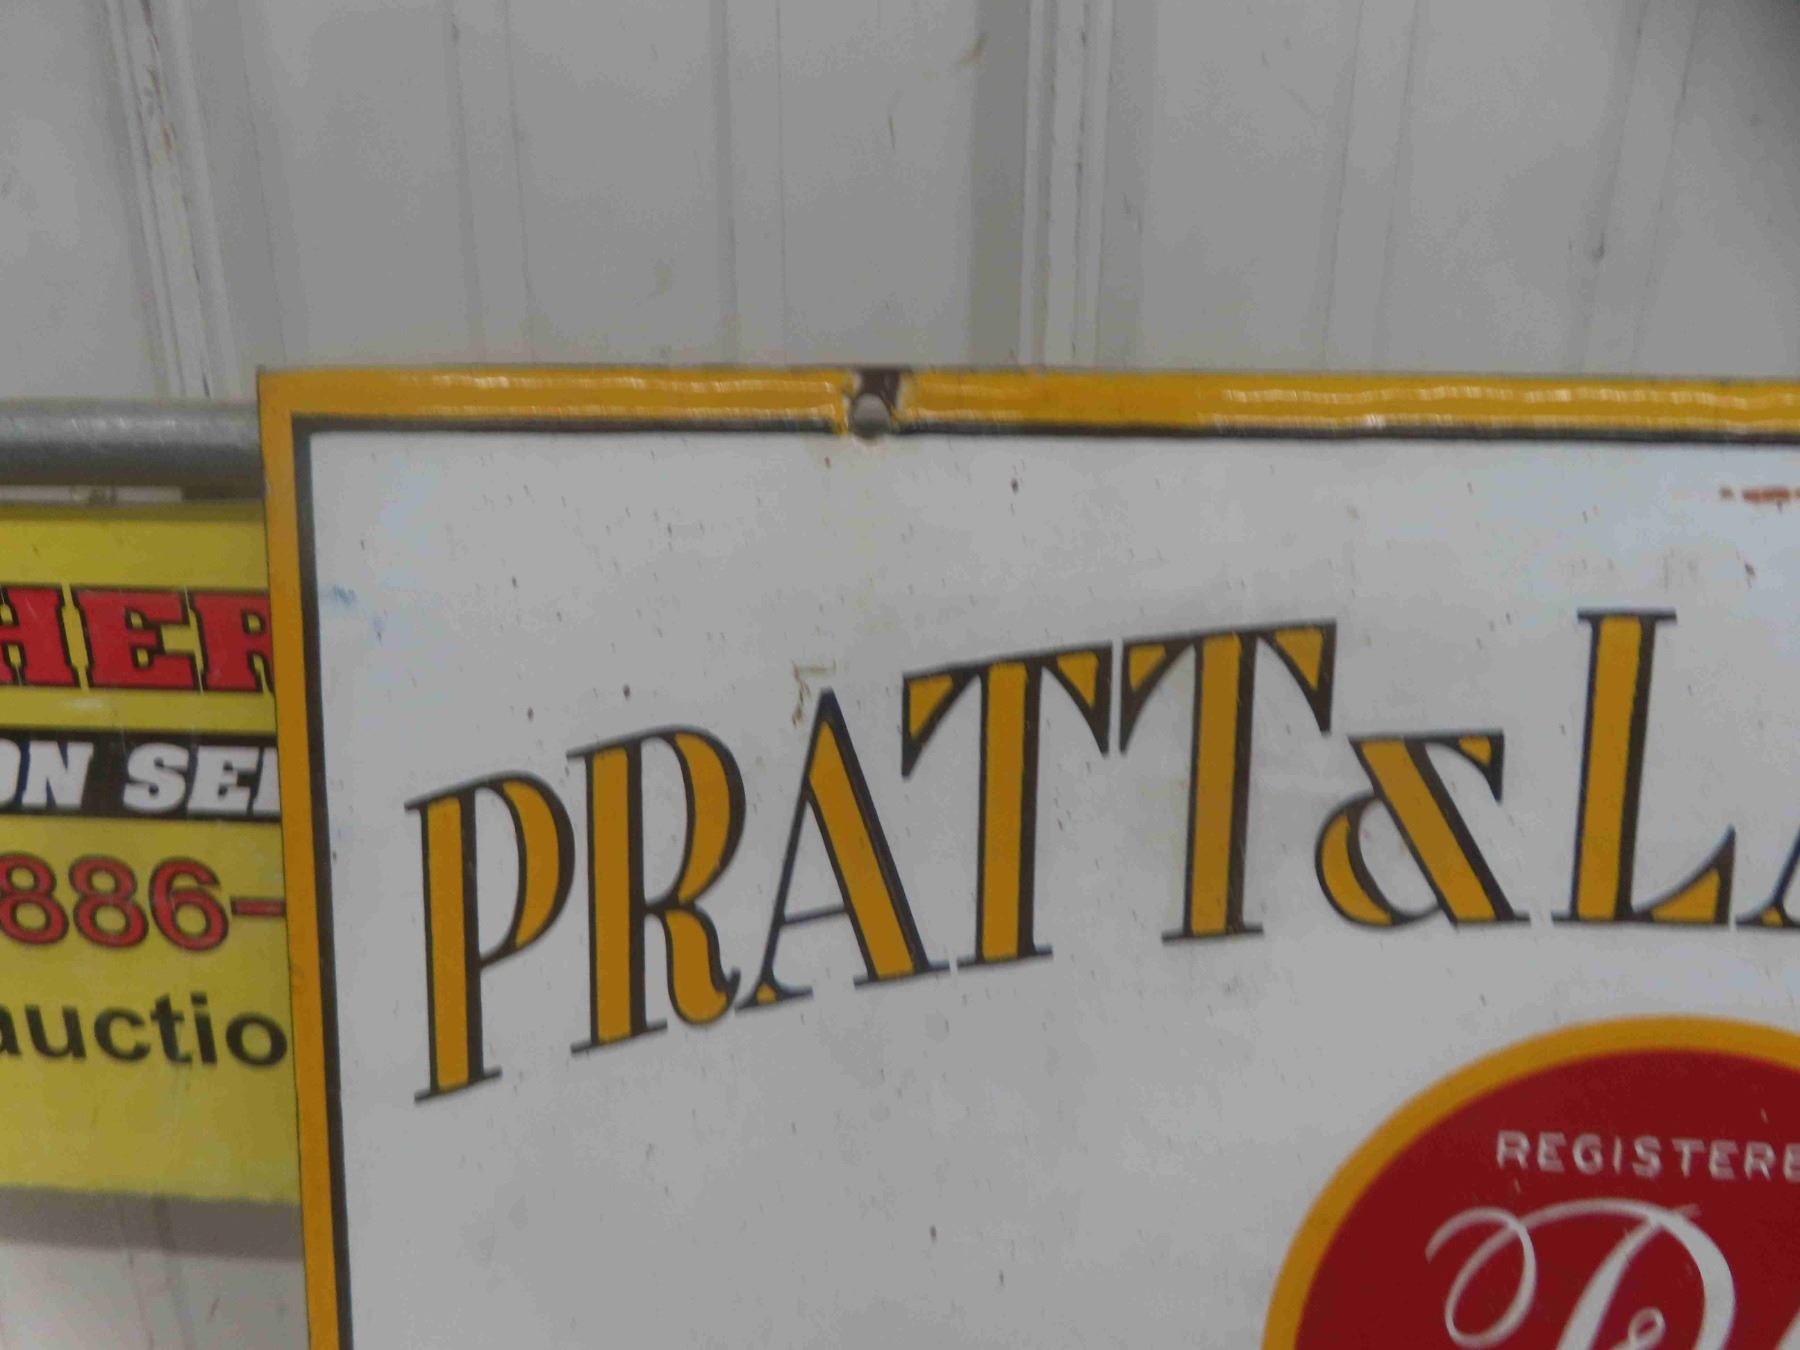 HER
ON SE
886-
auctio
PRATT & LA
REGISTERE